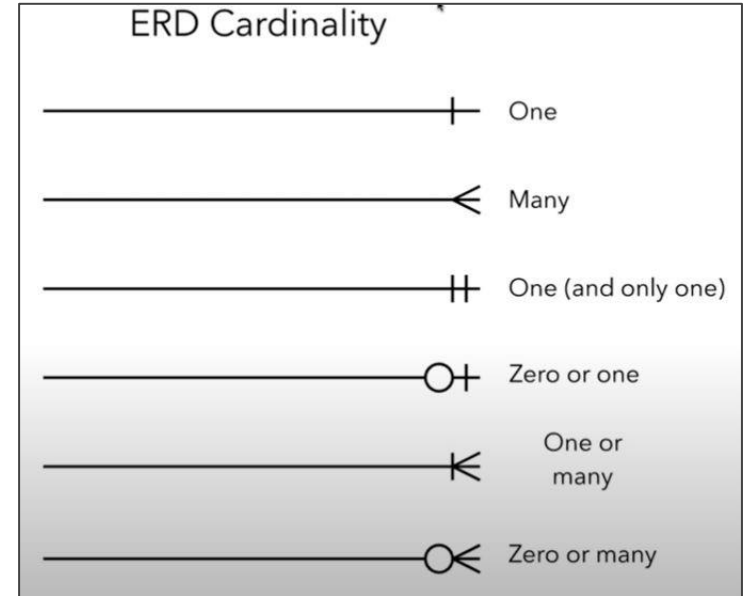 ERD Cardinality
One
Many
One (and only one)
Zero or one
One or
many
Zero or many